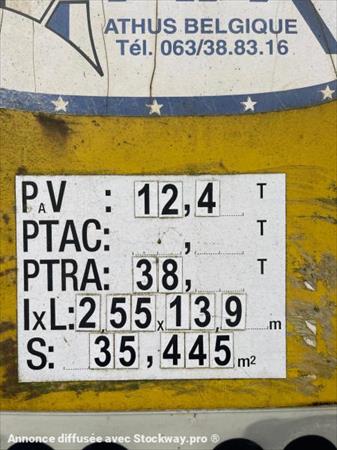 ATHUS BELGIQUE
Tél. 063/38.83.16
PAV : 12,4 T
PTAC: , T
PTRA: 38, T
IxL: 2,55 x 13,9 m
S: 35,445 m²
Annonce diffusée avec Stockway.pro ®